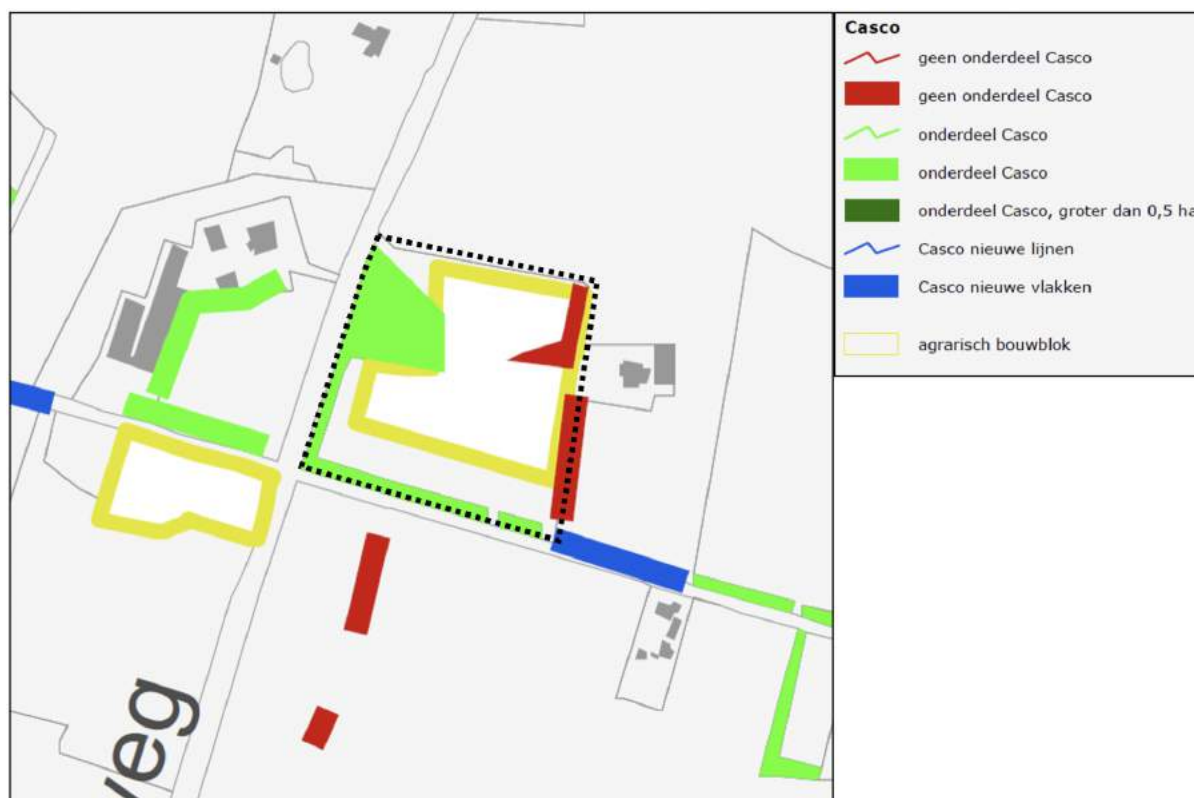 Casco
geen onderdeel Casco
geen onderdeel Casco
onderdeel Casco
onderdeel Casco
onderdeel Casco, groter dan 0,5 ha
Casco nieuwe lijnen
Casco nieuwe vlakken
agrarisch bouwblok
weg